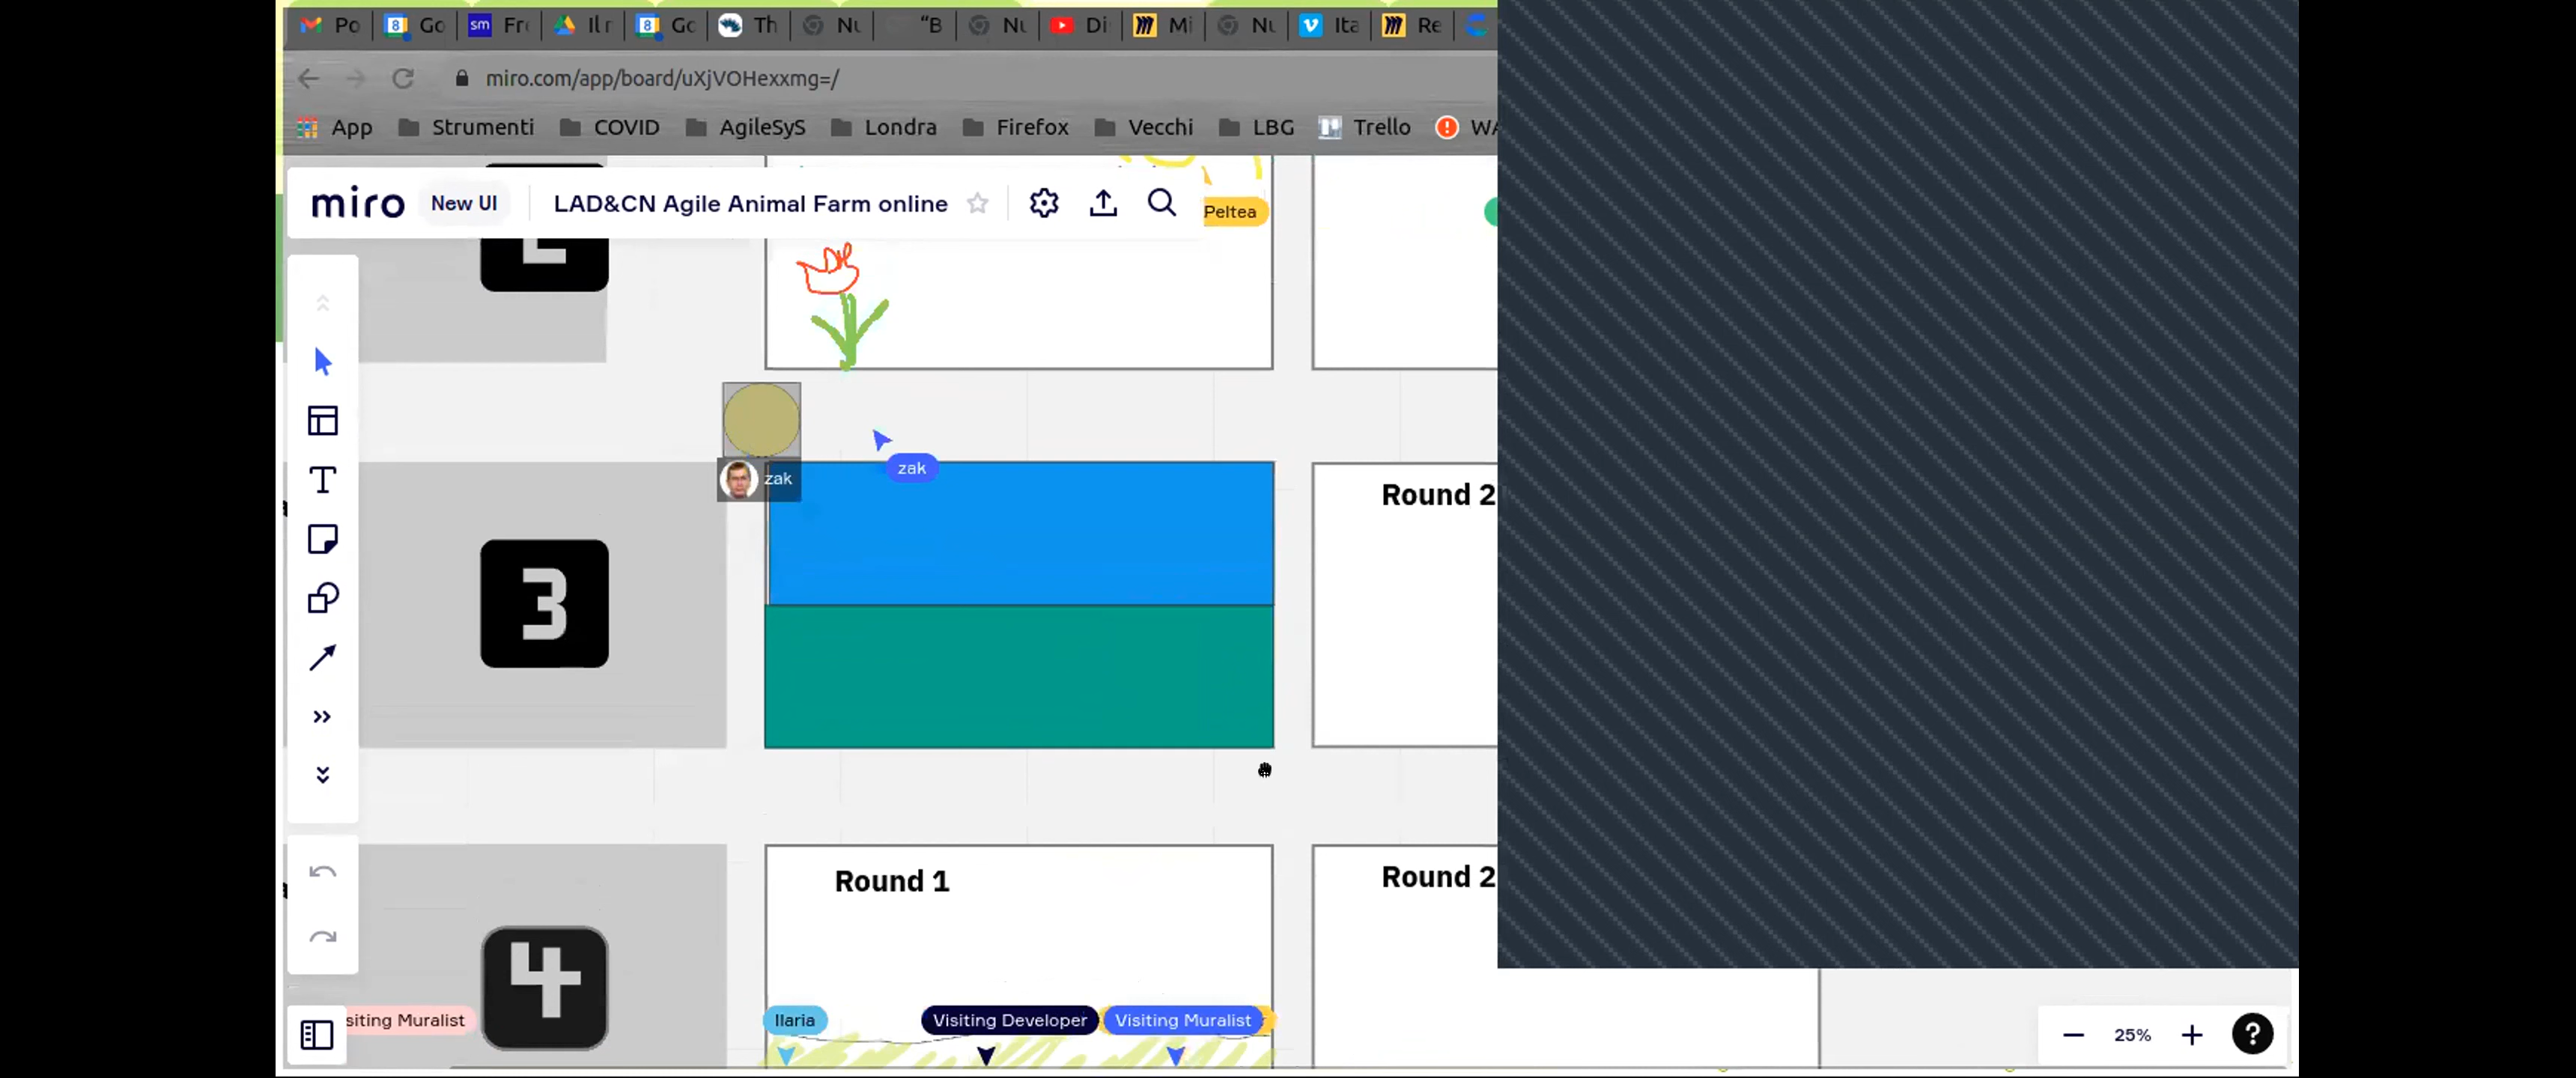 Po Go Fr Il r Go Th Nu "B Nu Di Mi Nu Ita Re
miro.com/app/board/uXjVOHexxmg=/
App Strumenti COVID AgileSyS Londra Firefox Vecchi LBG Trello WA
miro New UI LAD&CN Agile Animal Farm online
Peltea
zak
zak
Round 2
3
Round 1
Round 2
4
siting Muralist
Ilaria
Visiting Developer
Visiting Muralist
25%